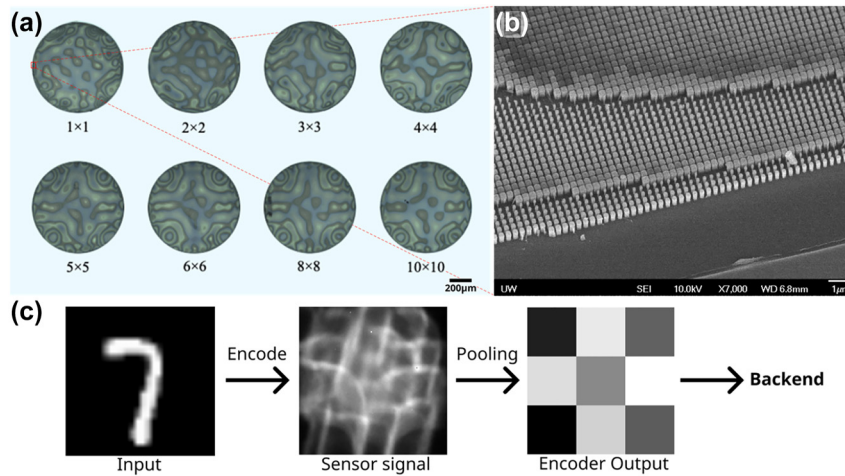 (a)
1×1
2×2
3×3
4×4
5×5
6×6
8×8
10×10
200μm
(b)
UW SEI 10.0kV X7,000 WD 6.8mm 1μm
(c)
Encode
Pooling
Backend
Input
Sensor signal
Encoder Output